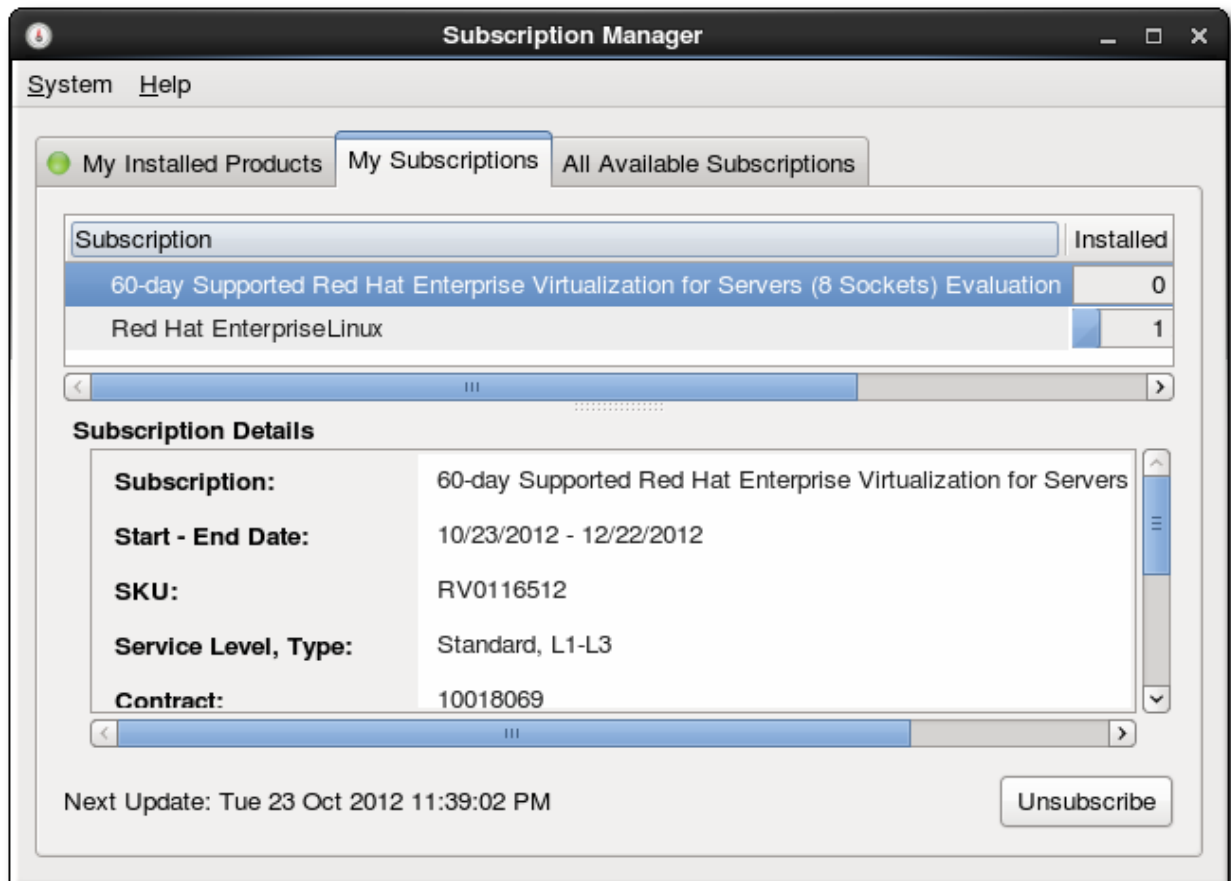 Subscription Manager
System Help
My Installed Products My Subscriptions All Available Subscriptions
Subscription Installed
60-day Supported Red Hat Enterprise Virtualization for Servers (8 Sockets) Evaluation 0
Red Hat EnterpriseLinux 1
Subscription Details
Subscription: 60-day Supported Red Hat Enterprise Virtualization for Servers
Start - End Date: 10/23/2012 - 12/22/2012
SKU: RV0116512
Service Level, Type: Standard, L1-L3
Contract: 10018069
Next Update: Tue 23 Oct 2012 11:39:02 PM Unsubscribe